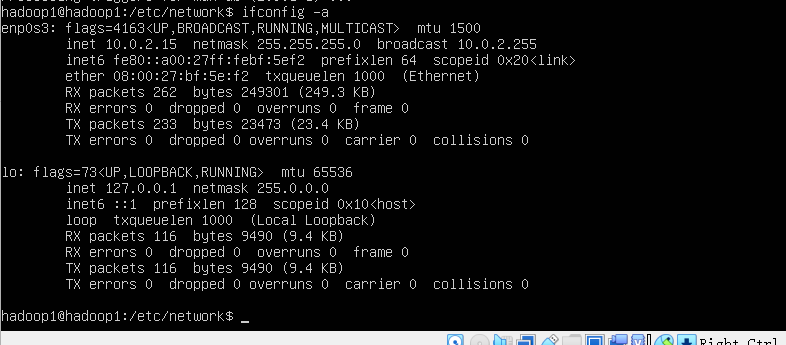 hadoop1@hadoop1:/etc/network$ ifconfig -a
enp0s3: flags=4163<UP,BROADCAST,RUNNING,MULTICAST>  mtu 1500
        inet 10.0.2.15  netmask 255.255.255.0  broadcast 10.0.2.255
        inet6 fe80::a00:27ff:febf:5ef2  prefixlen 64  scopeid 0x20<link>
        ether 08:00:27:bf:5e:f2  txqueuelen 1000  (Ethernet)
        RX packets 262  bytes 249301 (249.3 KB)
        RX errors 0  dropped 0  overruns 0  frame 0
        TX packets 233  bytes 23473 (23.4 KB)
        TX errors 0  dropped 0 overruns 0  carrier 0  collisions 0

lo: flags=73<UP,LOOPBACK,RUNNING>  mtu 65536
        inet 127.0.0.1  netmask 255.0.0.0
        inet6 ::1  prefixlen 128  scopeid 0x10<host>
        loop  txqueuelen 1000  (Local Loopback)
        RX packets 116  bytes 9490 (9.4 KB)
        RX errors 0  dropped 0  overruns 0  frame 0
        TX packets 116  bytes 9490 (9.4 KB)
        TX errors 0  dropped 0 overruns 0  carrier 0  collisions 0

hadoop1@hadoop1:/etc/network$ _
Right Ctrl